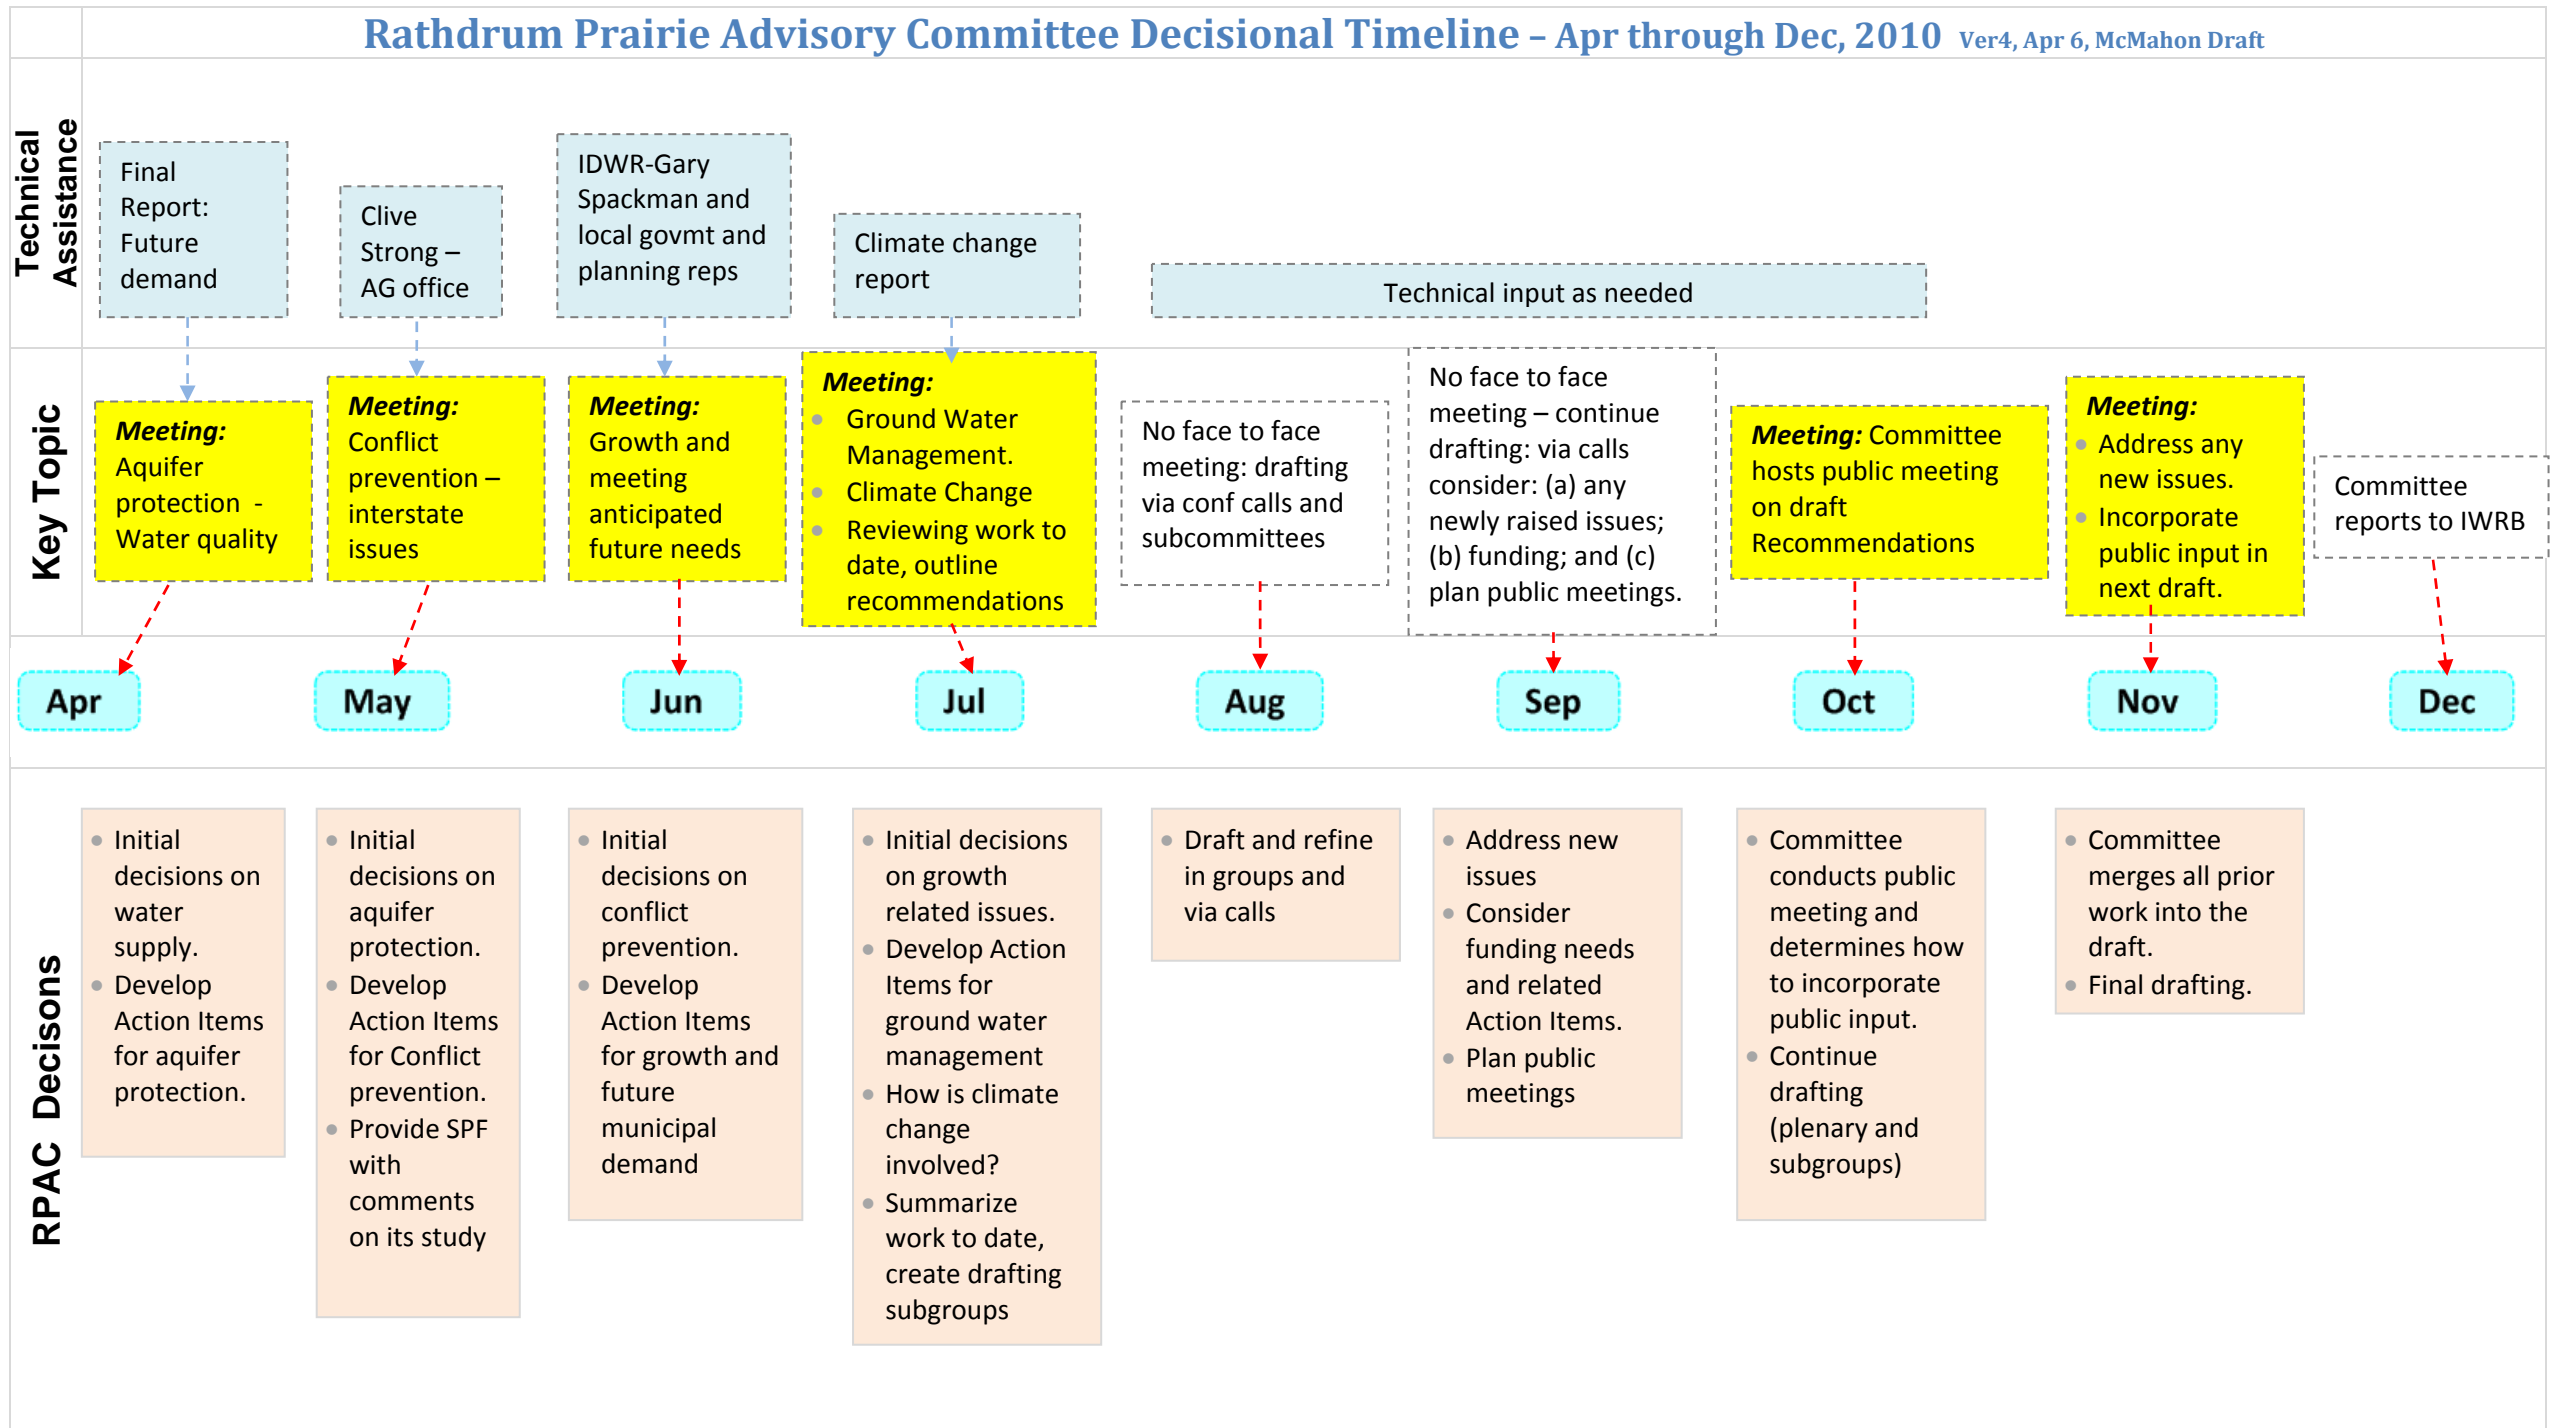 Rathdrum Prairie Advisory Committee Decisional Timeline – Apr through Dec, 2010 Ver4, Apr 6, McMahon Draft
Technical
Assistance
Final
Report:
Future
demand
Clive
Strong –
AG office
IDWR-Gary
Spackman and
local govmt and
planning reps
Climate change
report
Technical input as needed
Key Topic
Meeting:
Aquifer
protection -
Water quality
Meeting:
Conflict
prevention –
interstate
issues
Meeting:
Growth and
meeting
anticipated
future needs
Meeting:
• Ground Water
Management.
• Climate Change
• Reviewing work to
date, outline
recommendations
No face to face
meeting: drafting
via conf calls and
subcommittees
No face to face
meeting – continue
drafting: via calls
consider: (a) any
newly raised issues;
(b) funding; and (c)
plan public meetings.
Meeting: Committee
hosts public meeting
on draft
Recommendations
Meeting:
• Address any
new issues.
• Incorporate
public input in
next draft.
Committee
reports to IWRB
Apr
May
Jun
Jul
Aug
Sep
Oct
Nov
Dec
RPAC Decisons
• Initial
decisions on
water
supply.
• Develop
Action Items
for aquifer
protection.
• Initial
decisions on
aquifer
protection.
• Develop
Action Items
for Conflict
prevention.
• Provide SPF
with
comments
on its study
• Initial
decisions on
conflict
prevention.
• Develop
Action Items
for growth and
future
municipal
demand
• Initial decisions
on growth
related issues.
• Develop Action
Items for
ground water
management
• How is climate
change
involved?
• Summarize
work to date,
create drafting
subgroups
• Draft and refine
in groups and
via calls
• Address new
issues
• Consider
funding needs
and related
Action Items.
• Plan public
meetings
• Committee
conducts public
meeting and
determines how
to incorporate
public input.
• Continue
drafting
(plenary and
subgroups)
• Committee
merges all prior
work into the
draft.
• Final drafting.